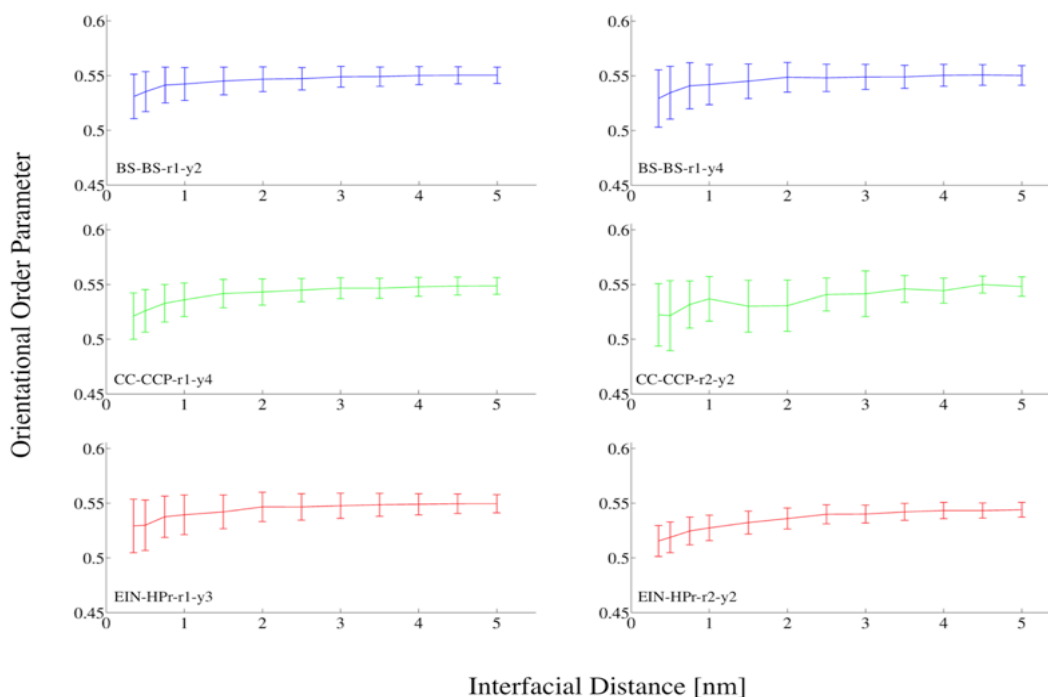 Orientational Order Parameter
0.6
0.55
0.5
0.45
BS-BS-r1-y2
0 1 2 3 4 5
0.6
0.55
0.5
0.45
BS-BS-r1-y4
0 1 2 3 4 5
0.6
0.55
0.5
0.45
CC-CCP-r1-y4
0 1 2 3 4 5
0.6
0.55
0.5
0.45
CC-CCP-r2-y2
0 1 2 3 4 5
0.6
0.55
0.5
0.45
EIN-HPr-r1-y3
0 1 2 3 4 5
0.6
0.55
0.5
0.45
EIN-HPr-r2-y2
0 1 2 3 4 5
Interfacial Distance [nm]